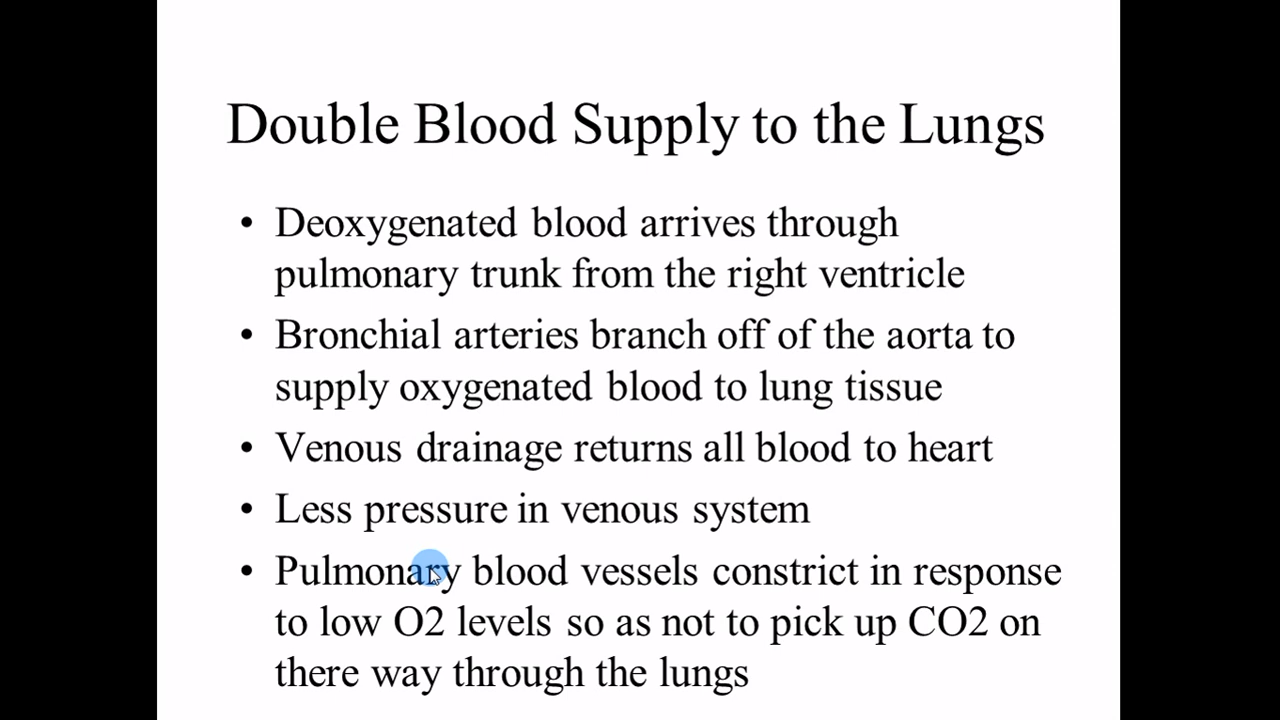 Double Blood Supply to the Lungs
• Deoxygenated blood arrives through
pulmonary trunk from the right ventricle
• Bronchial arteries branch off of the aorta to
supply oxygenated blood to lung tissue
• Venous drainage returns all blood to heart
• Less pressure in venous system
• Pulmonary blood vessels constrict in response
to low O2 levels so as not to pick up CO2 on
there way through the lungs